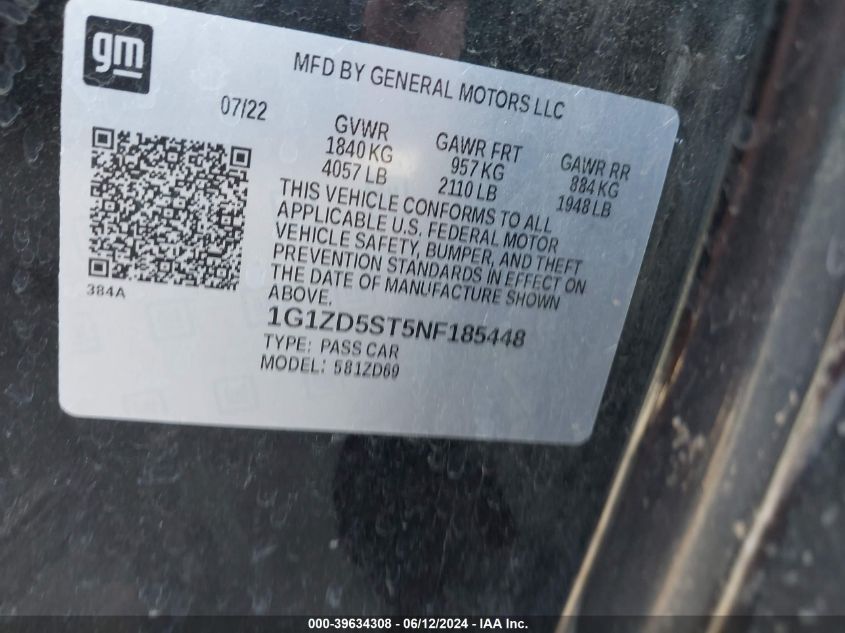 gm
MFD BY GENERAL MOTORS LLC
07/22
GVWR
1840 KG
4057 LB
GAWR FRT
957 KG
2110 LB
GAWR RR
884 KG
1948 LB
THIS VEHICLE CONFORMS TO ALL
APPLICABLE U.S. FEDERAL MOTOR
VEHICLE SAFETY, BUMPER, AND THEFT
PREVENTION STANDARDS IN EFFECT ON
THE DATE OF MANUFACTURE SHOWN
ABOVE.
384A
1G1ZD5ST5NF185448
TYPE: PASS CAR
MODEL: 581ZD69
000-39634308 - 06/12/2024 - IAA Inc.